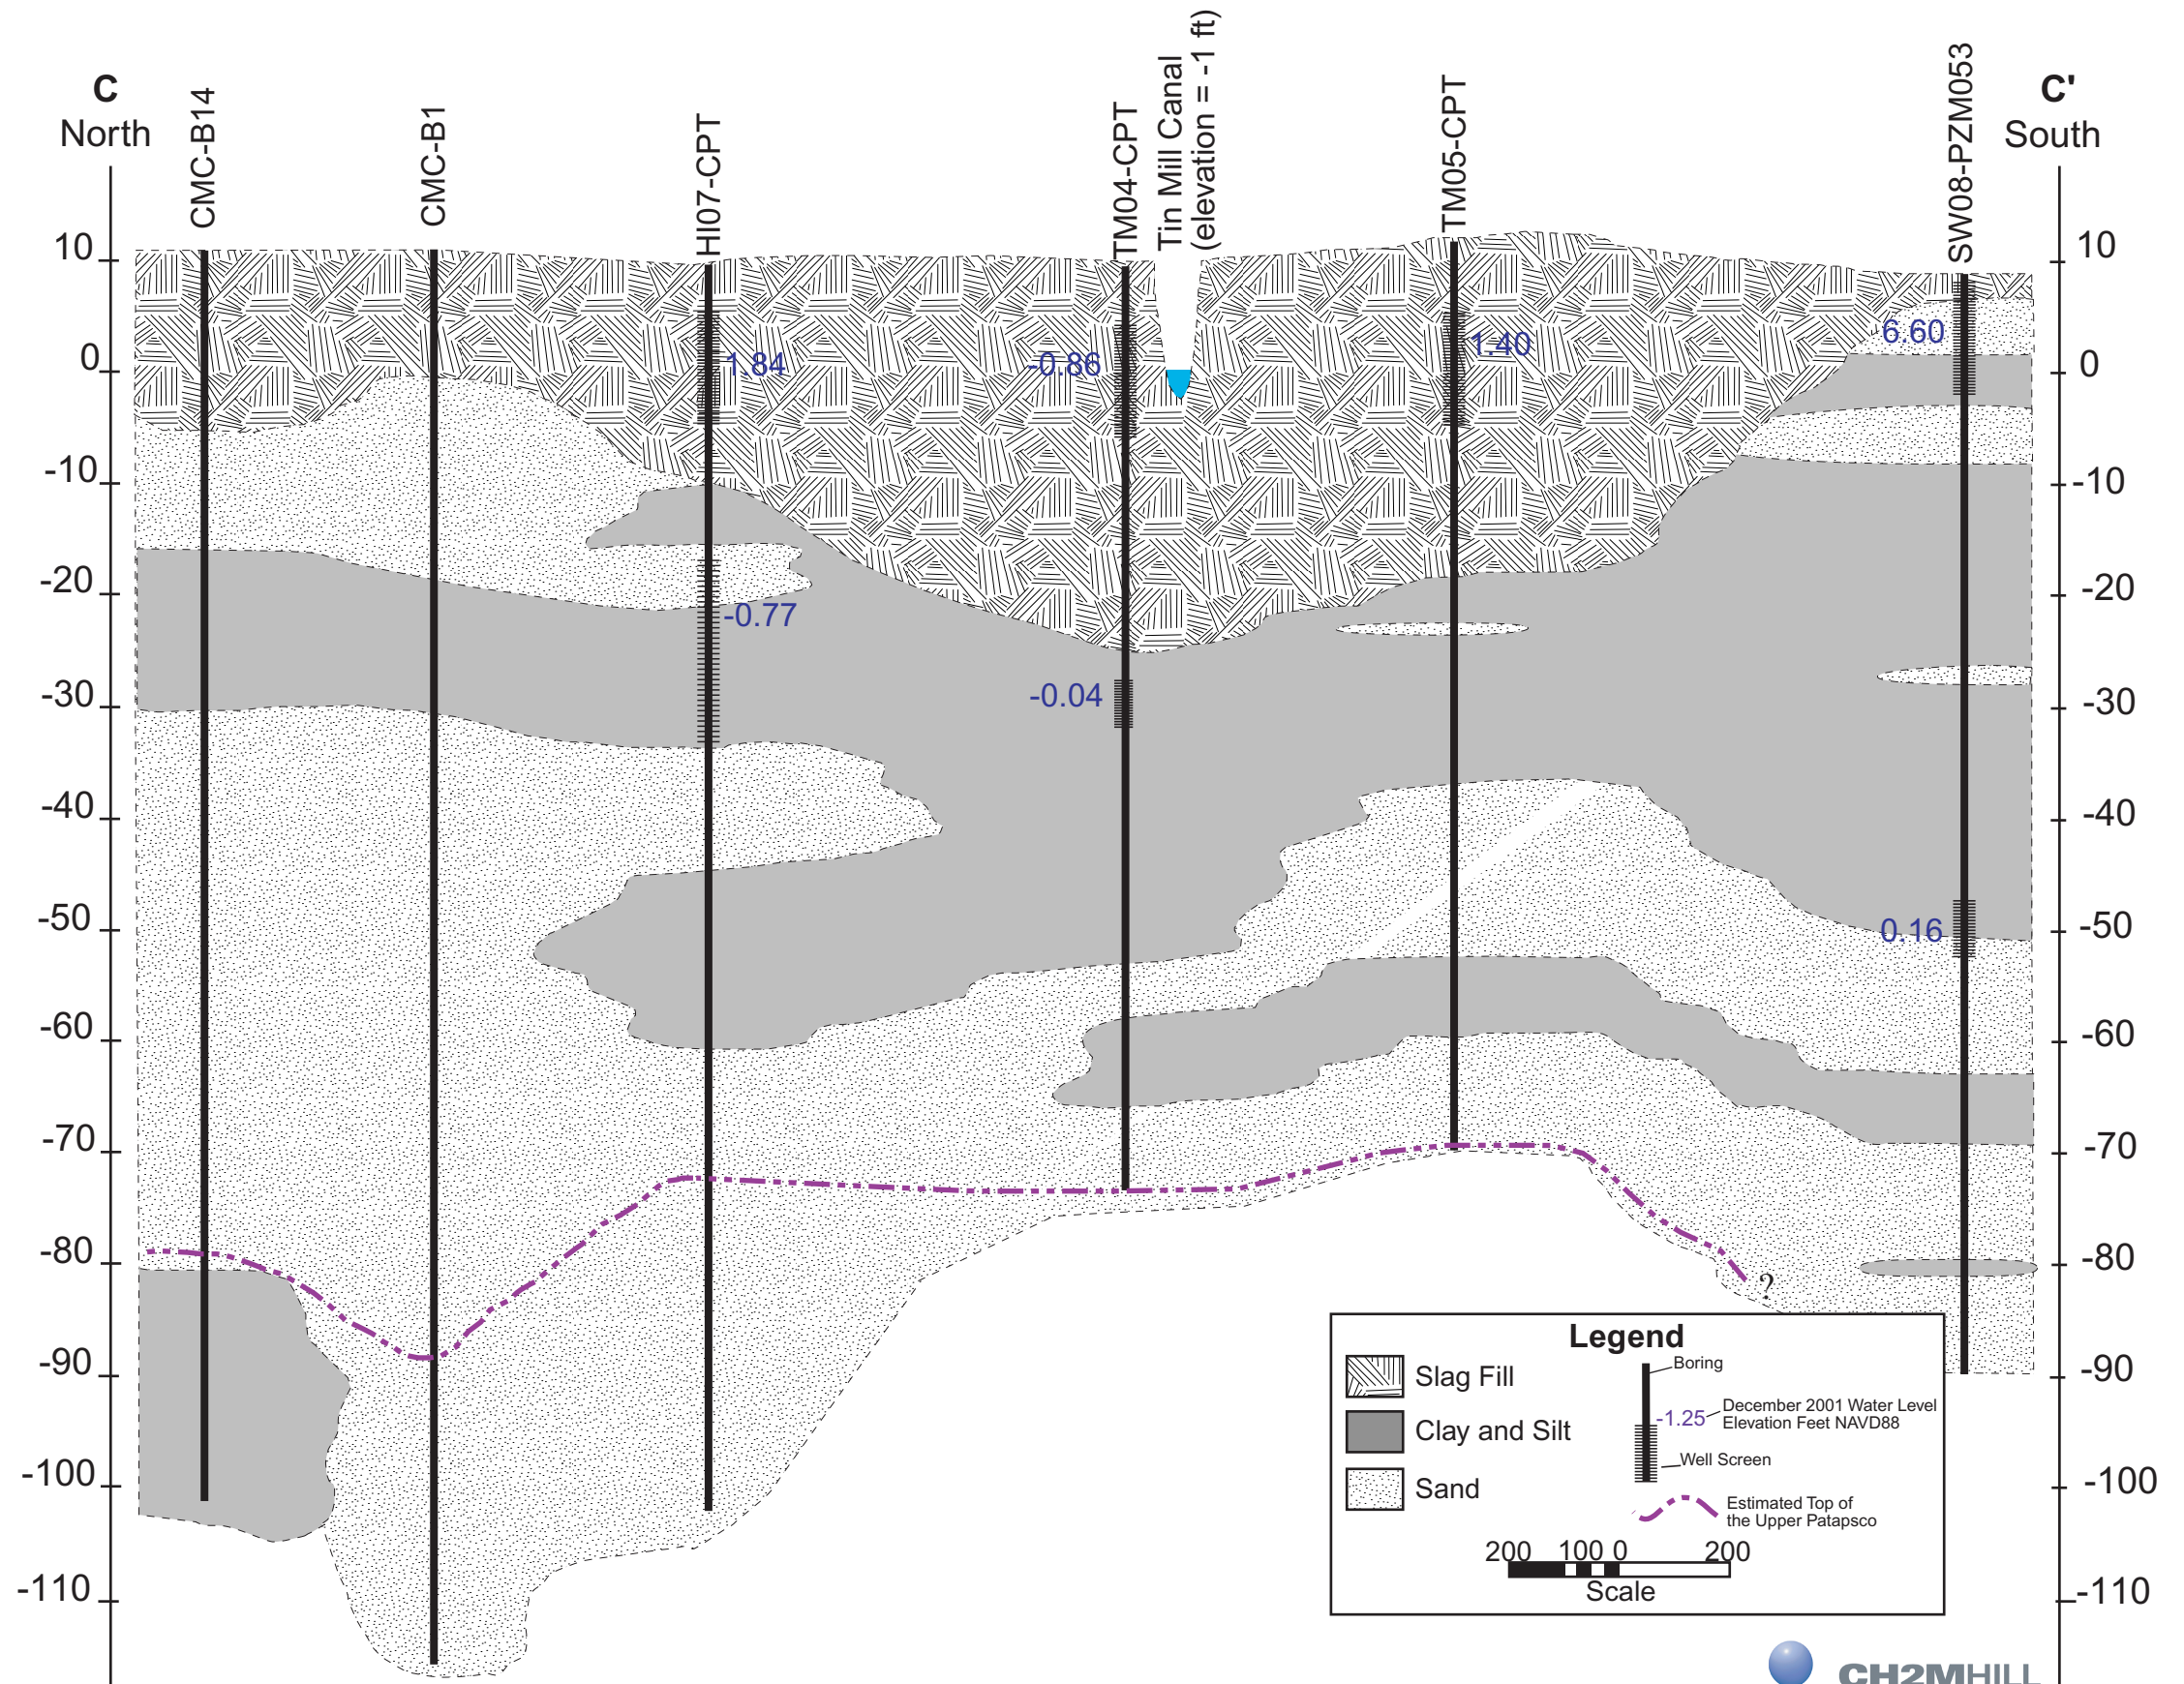 C
North
CMC-B14
CMC-B1
HI07-CPT
TM04-CPT
Tin Mill Canal
(elevation = -1 ft)
TM05-CPT
SW08-PZM053
C'
South
10
0
-10
-20
-30
-40
-50
-60
-70
-80
-90
-100
-110
1.84
-0.86
1.40
6.60
-0.77
-0.04
0.16
?
10
0
-10
-20
-30
-40
-50
-60
-70
-80
-90
-100
-110
Legend
Slag Fill
Clay and Silt
Sand
Boring
-1.25
December 2001 Water Level
Elevation Feet NAVD88
Well Screen
Estimated Top of
the Upper Patapsco
200 100 0 200
Scale
CH2MHILL